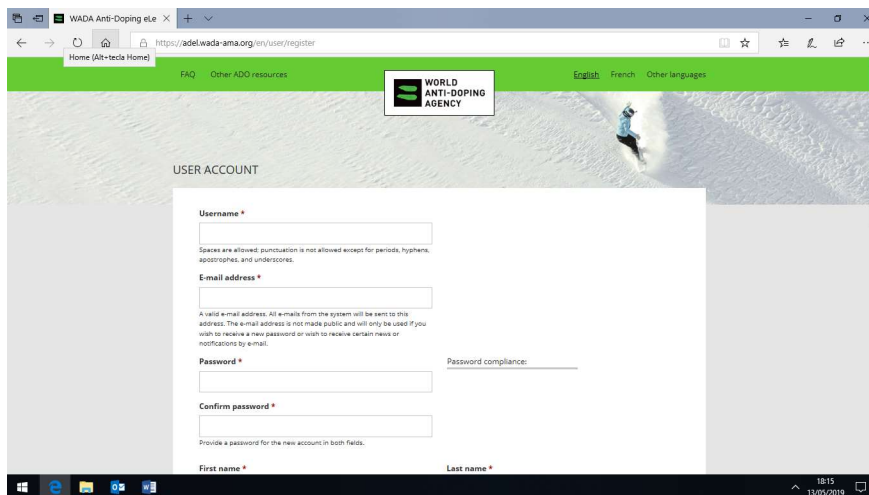 WADA Anti-Doping eLe
https://adel.wada-ama.org/en/user/register
Home (Alt+tecla Home)
FAQ Other ADO resources
WORLD
ANTI-DOPING
AGENCY
English French Other languages
USER ACCOUNT
Username *
Spaces are allowed; punctuation is not allowed except for periods, hyphens,
apostrophes, and underscores.
E-mail address *
A valid e-mail address. All e-mails from the system will be sent to this
address. The e-mail address is not made public and will only be used if you
wish to receive a new password or wish to receive certain news or
notifications by e-mail.
Password *
Password compliance:
Confirm password *
Provide a password for the new account in both fields.
First name *
Last name *
18:15
13/05/2019